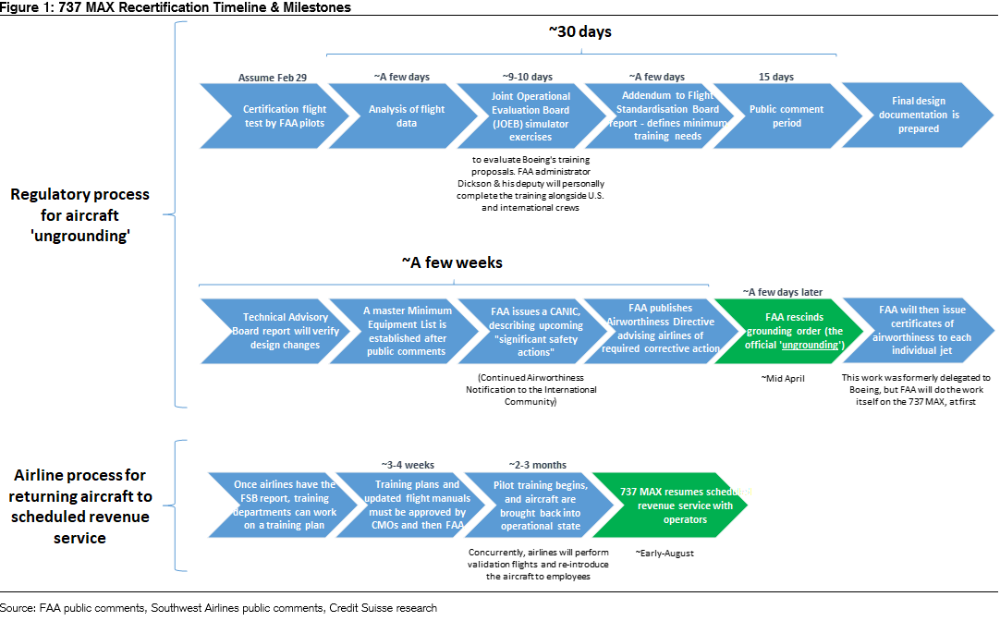 Figure 1: 737 MAX Recertification Timeline & Milestones
~30 days
Assume Feb 29
~A few days
~9-10 days
~A few days
15 days
Certification flight
test by FAA pilots
Analysis of flight
data
Joint Operational
Evaluation Board
(JOEB) simulator
exercises
Addendum to Flight
Standardisation Board
report - defines minimum
training needs
Public comment
period
Final design
documentation is
prepared
to evaluate Boeing's training
proposals. FAA administrator
Dickson & his deputy will personally
complete the training alongside U.S.
and international crews
Regulatory process
for aircraft
'ungrounding'
~A few weeks
~A few days later
Technical Advisory
Board report will verify
design changes
A master Minimum
Equipment List is
established after
public comments
FAA issues a CANIC,
describing upcoming
"significant safety
actions"
FAA publishes
Airworthiness Directive
advising airlines of
required corrective action
FAA rescinds
grounding order (the
official 'ungrounding')
FAA will then issue
certificates of
airworthiness to each
individual jet
(Continued Airworthiness
Notification to the International
Community)
~Mid April
This work was formerly delegated to
Boeing, but FAA will do the work
itself on the 737 MAX, at first
Airline process for
returning aircraft to
scheduled revenue
service
~3-4 weeks
~2-3 months
Once airlines have the
FSB report, training
departments can work
on a training plan
Training plans and
updated flight manuals
must be approved by
CMOs and then FAA
Pilot training begins,
and aircraft are
brought back into
operational state
737 MAX resumes scheduled
revenue service with
operators
Concurrently, airlines will perform
validation flights and re-introduce
the aircraft to employees
~Early-August
Source: FAA public comments, Southwest Airlines public comments, Credit Suisse research